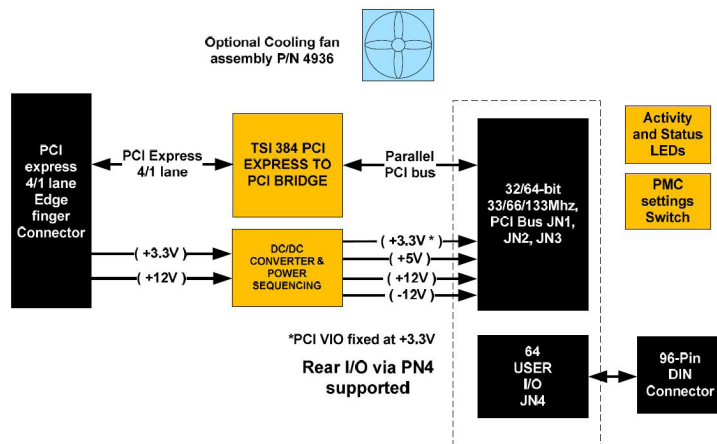 Optional Cooling fan
assembly P/N 4936
PCI
express
4/1 lane
Edge
finger
Connector
PCI Express
4/1 lane
TSI 384 PCI
EXPRESS TO
PCI BRIDGE
Parallel
PCI bus
32/64-bit
33/66/133Mhz,
PCI Bus JN1,
JN2, JN3
Activity
and Status
LEDs
PMC
settings
Switch
( +3.3V )
( +12V )
DC/DC
CONVERTER &
POWER
SEQUENCING
( +3.3V * )
( +5V )
( +12V )
( -12V )
*PCI VIO fixed at +3.3V
Rear I/O via PN4
supported
64
USER
I/O
JN4
96-Pin
DIN
Connector